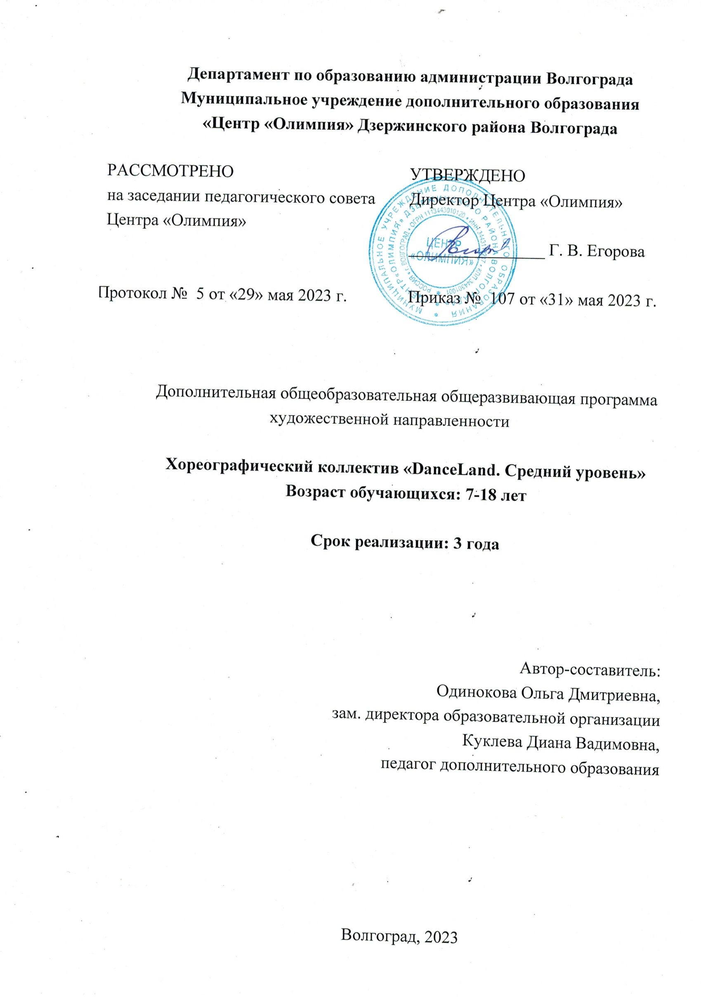 Департамент по образованию администрации Волгограда
Муниципальное учреждение дополнительного образования
«Центр «Олимпия» Дзержинского района Волгограда
РАССМОТРЕНО
на заседании педагогического совета
Центра «Олимпия»
Протокол № 5 от «29» мая 2023 г.
УТВЕРЖДЕНО
Директор Центра «Олимпия»
Г. В. Егорова
Приказ № 107 от «31» мая 2023 г.
МУНИЦИПАЛЬНОЕ УЧРЕЖДЕНИЕ ДОПОЛНИТЕЛЬНОГО ОБРАЗОВАНИЯ
ЦЕНТР «ОЛИМПИЯ» ДЗЕРЖИНСКОГО РАЙОНА ВОЛГОГРАДА»
РОССИЯ • Г. ВОЛГОГРАД • ОГРН 1113443010120 • ИНН • КПП 344301001
ЦЕНТР
«ОЛИМПИЯ»
Дополнительная общеобразовательная общеразвивающая программа
художественной направленности
Хореографический коллектив «DanceLand. Средний уровень»
Возраст обучающихся: 7-18 лет
Срок реализации: 3 года
Автор-составитель:
Одинокова Ольга Дмитриевна,
зам. директора образовательной организации
Куклева Диана Вадимовна,
педагог дополнительного образования
Волгоград, 2023